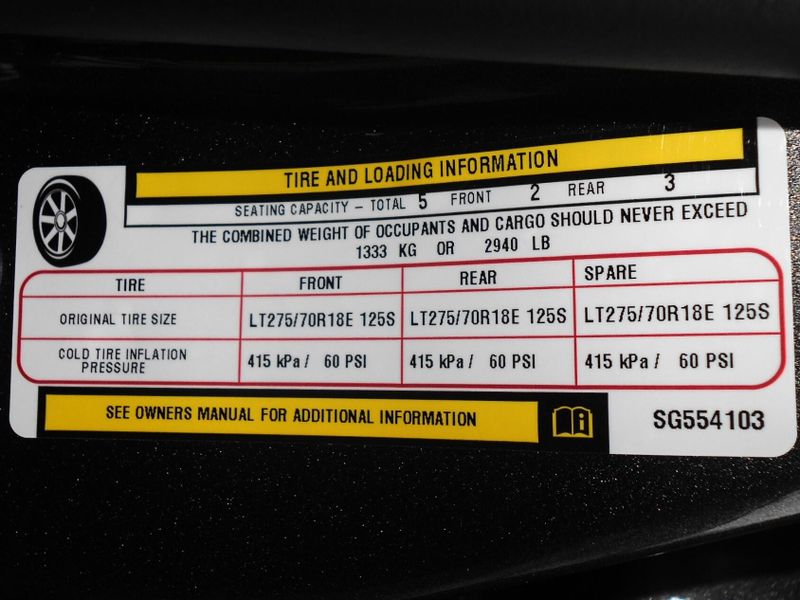 TIRE AND LOADING INFORMATION
SEATING CAPACITY – TOTAL 5 FRONT 2 REAR 3
THE COMBINED WEIGHT OF OCCUPANTS AND CARGO SHOULD NEVER EXCEED
1333 KG OR 2940 LB
TIRE FRONT REAR SPARE
ORIGINAL TIRE SIZE LT275/70R18E 125S LT275/70R18E 125S LT275/70R18E 125S
COLD TIRE INFLATION
PRESSURE 415 kPa / 60 PSI 415 kPa / 60 PSI 415 kPa / 60 PSI
SEE OWNERS MANUAL FOR ADDITIONAL INFORMATION
SG554103